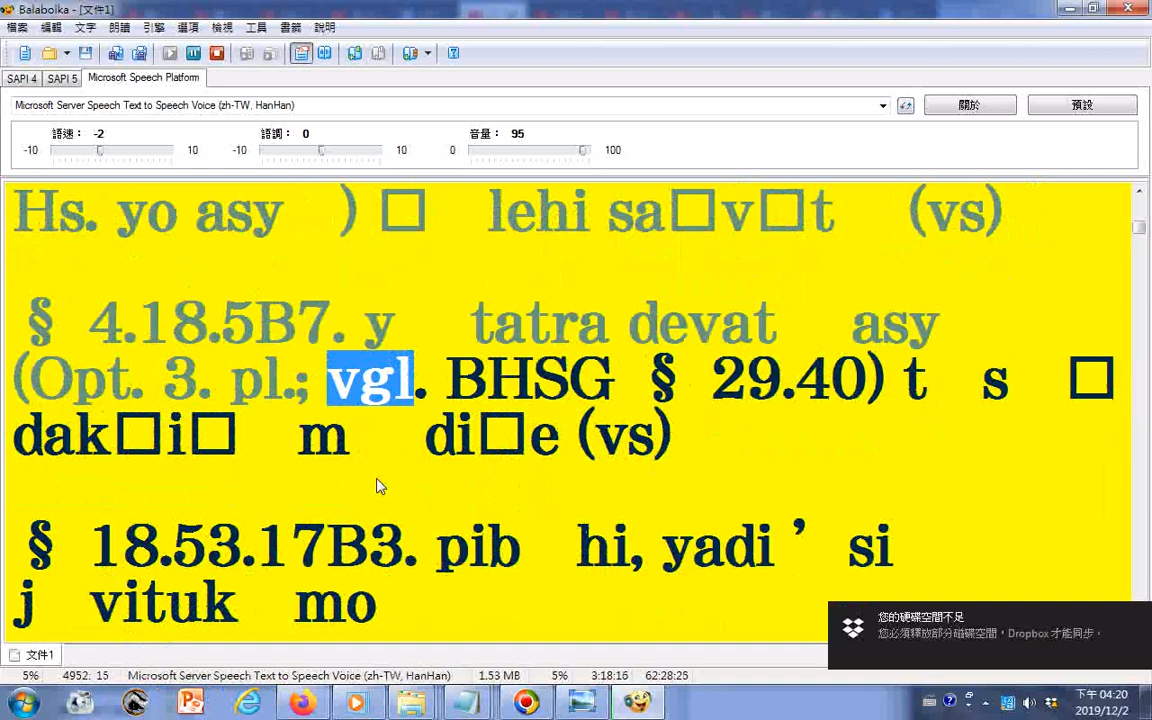 Balabolka - [文件1]
檔案 編輯 文字 朗讀 引擎 選項 檢視 工具 書籤 說明
SAPI 4 SAPI 5 Microsoft Speech Platform
Microsoft Server Speech Text to Speech Voice (zh-TW, HanHan) 關於 預設
語速： -2 語調： 0 音量： 95
-10 10 -10 10 0 100
Hs. yo asy ) □ lehi sa□v□t (vs)
§ 4.18.5B7. y tatra devat asy
(Opt. 3. pl.; vgl. BHSG § 29.40) t s □
dak□i□ m di□e (vs)
§ 18.53.17B3. pib hi, yadi ’ si
j vituk mo
您的硬碟空間不足
您必須釋放部分磁碟空間，Dropbox 才能同步。
文件1
5% 4952: 15 Microsoft Server Speech Text to Speech Voice (zh-TW, HanHan) 1.53 MB 5% 3:18:16 62:28:25
下午 04:20
2019/12/2